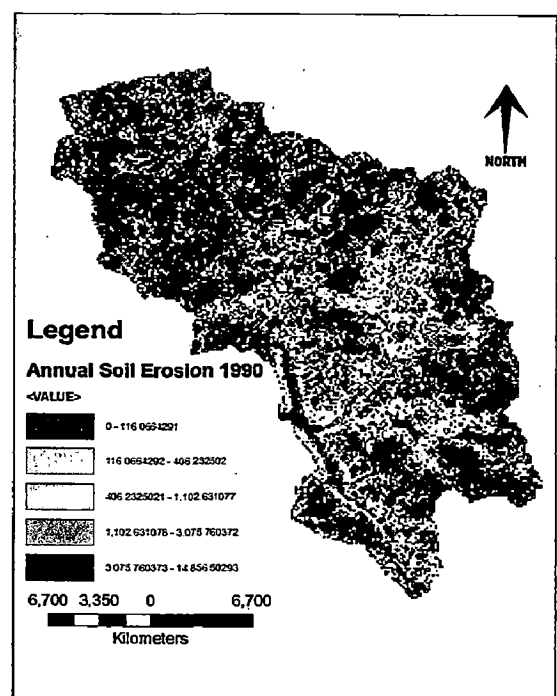 NORTH
Legend
Annual Soil Erosion 1990
<VALUE>
0 - 116.0664291
116.0664292 - 406.232502
406.2325021 - 1,102.631077
1,102.631078 - 3,075.760372
3,075.760373 - 14,856.50293
6,700 3,350 0 6,700
Kilometers